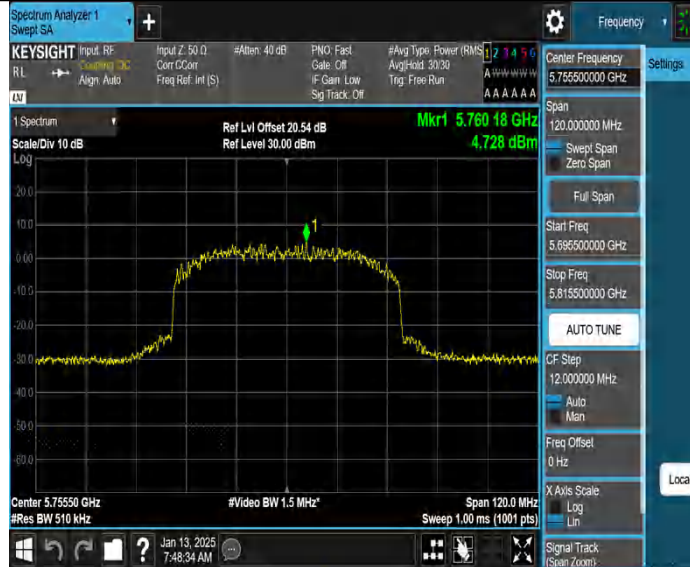 Spectrum Analyzer 1
Swept SA
+
Frequency
KEYSIGHT
RL
Input: RF
Coupling: DC
Align: Auto
Input Z: 50 Ω
Corr CCorr
Freq Ref: Int (S)
#Atten: 40 dB
PNO: Fast
Gate: Off
IF Gain: Low
Sig Track: Off
#Avg Type: Power (RMS
Avg|Hold: 30/30
Trig: Free Run
1 2 3 4 5 6
A W W W W W
A A A A A A
LXI
1 Spectrum
Scale/Div 10 dB
Ref Lvl Offset 20.54 dB
Ref Level 30.00 dBm
Mkr1 5.760 18 GHz
4.728 dBm
Log
20.0
10.0
0.00
-10.0
-20.0
-30.0
-40.0
-50.0
-60.0
1
Center 5.75550 GHz
#Res BW 510 kHz
#Video BW 1.5 MHz*
Span 120.0 MHz
Sweep 1.00 ms (1001 pts)
?
Jan 13, 2025
7:48:34 AM
Center Frequency
5.755500000 GHz
Settings
Span
120.000000 MHz
Swept Span
Zero Span
Full Span
Start Freq
5.695500000 GHz
Stop Freq
5.815500000 GHz
AUTO TUNE
CF Step
12.000000 MHz
Auto
Man
Freq Offset
0 Hz
X Axis Scale
Log
Lin
Loca
Signal Track
(Span Zoom)